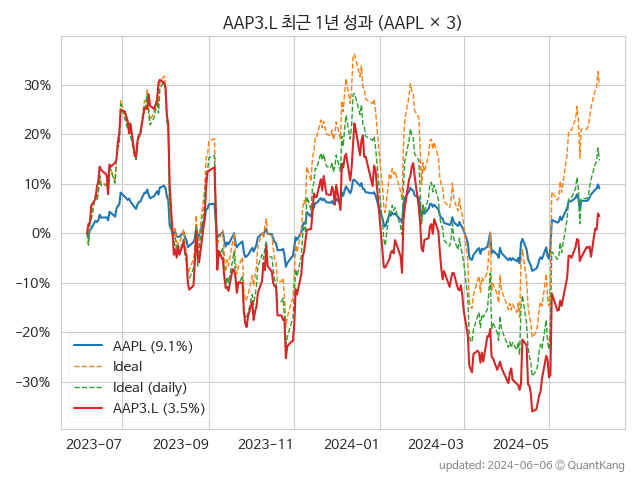 AAP3.L 최근 1년 성과 (AAPL × 3)
30%
20%
10%
0%
−10%
−20%
−30%
AAPL (9.1%)
Ideal
Ideal (daily)
AAP3.L (3.5%)
2023-07 2023-09 2023-11 2024-01 2024-03 2024-05
updated: 2024-06-06 © QuantKang